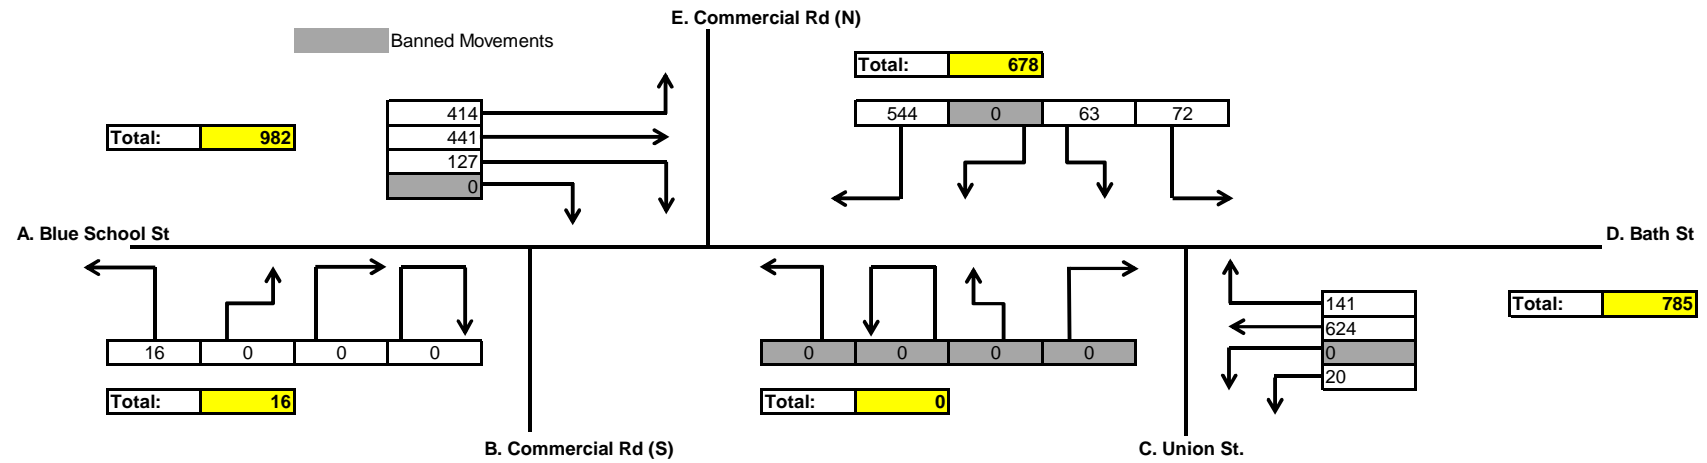 E. Commercial Rd (N)
Banned Movements
Total: 678
414
544 0 63 72
Total: 982
441
127
0
A. Blue School St
D. Bath St
141
Total: 785
624
16 0 0 0
0 0 0 0
0
20
Total: 16
Total: 0
B. Commercial Rd (S)
C. Union St.